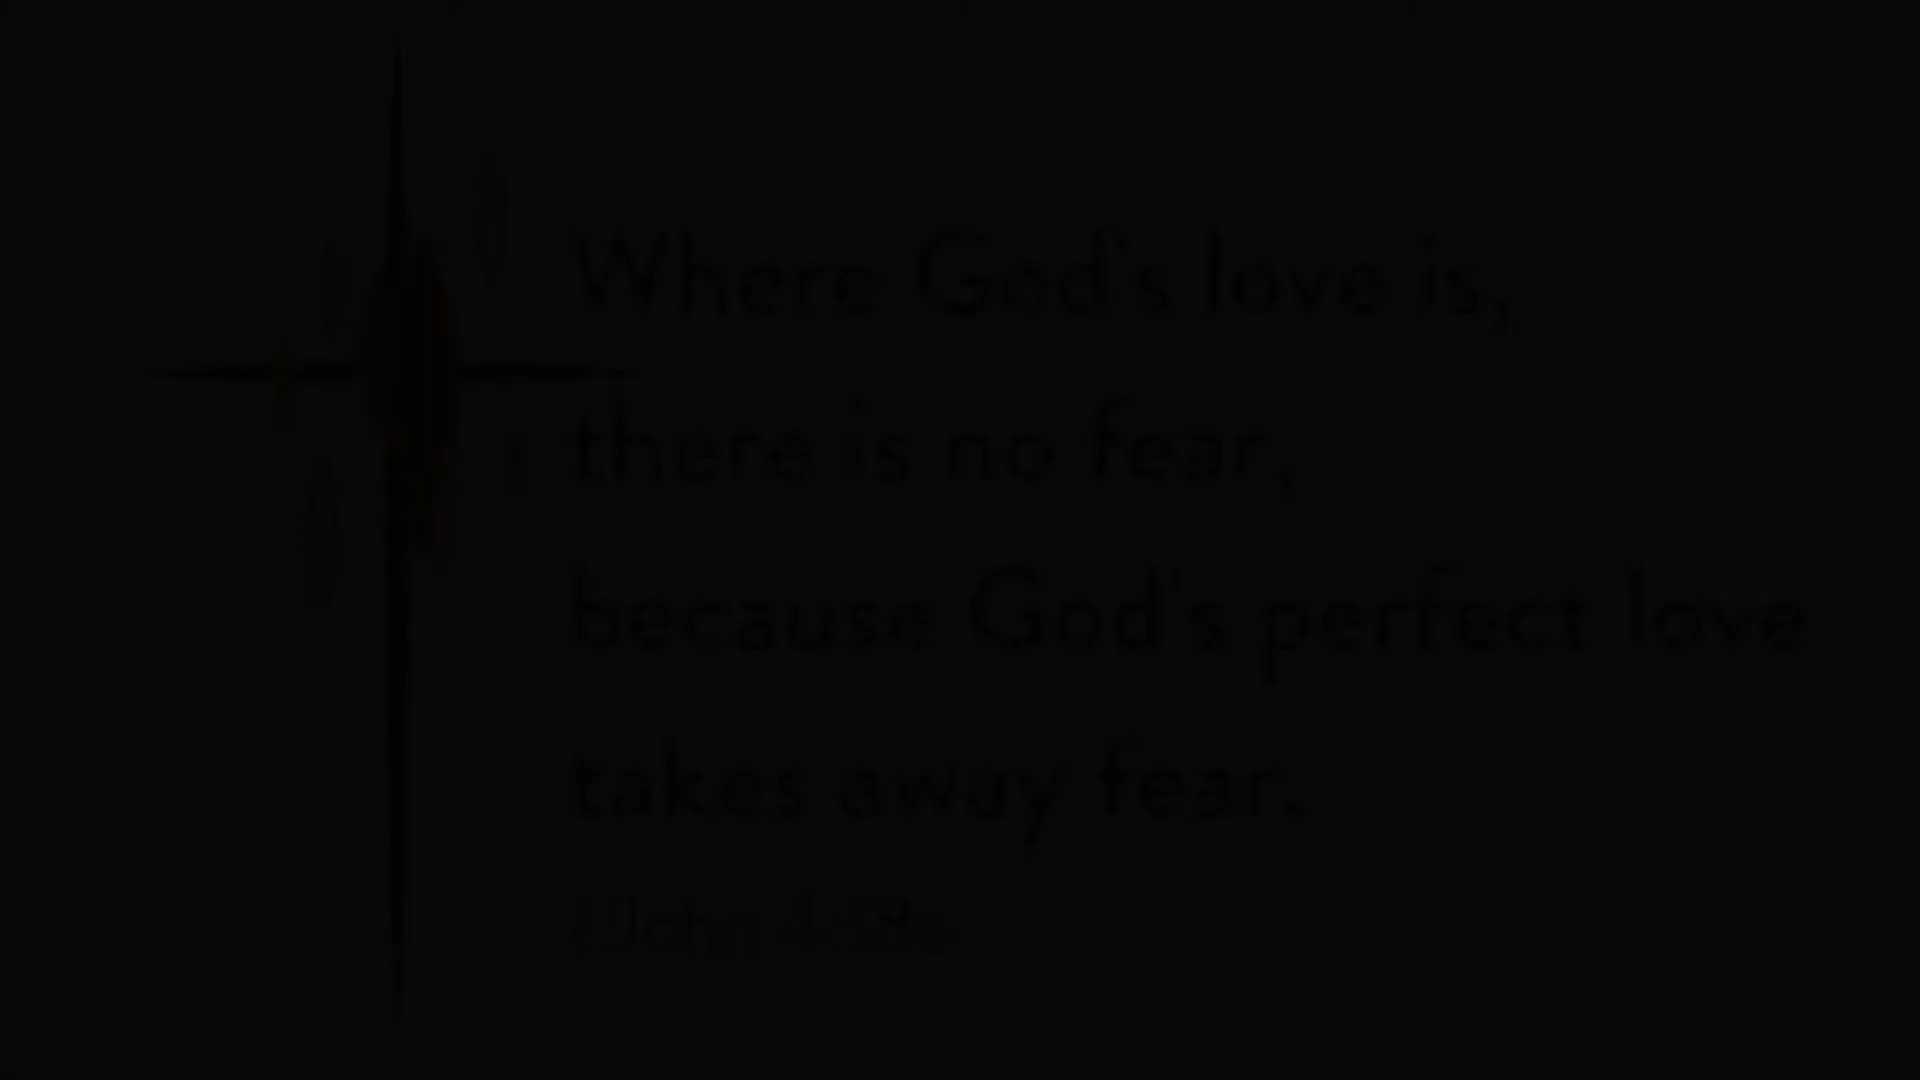 Where God's love is,
there is no fear,
because God's perfect love
takes away fear.
1 John 4:18a